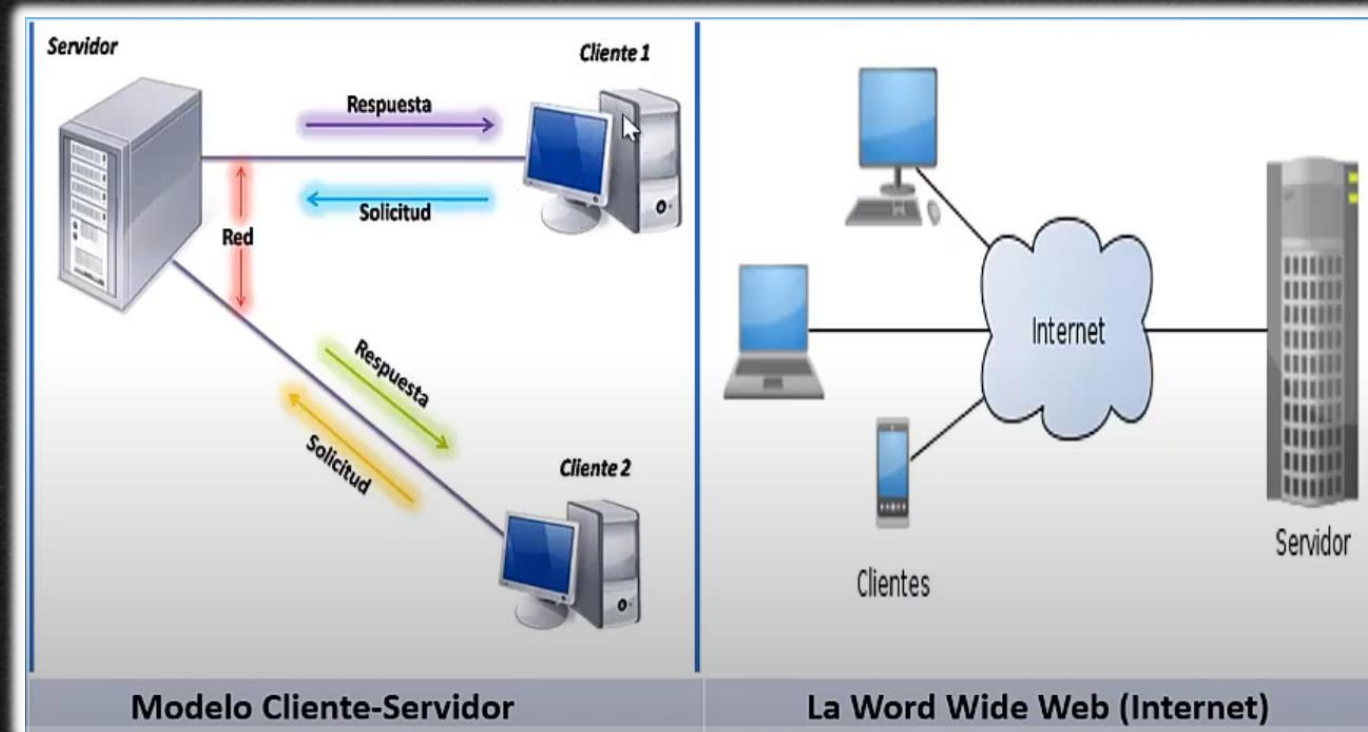 Servidor
Cliente 1
Respuesta
Solicitud
Red
Respuesta
Solicitud
Cliente 2
Modelo Cliente-Servidor
Internet
Clientes
Servidor
La Word Wide Web (Internet)